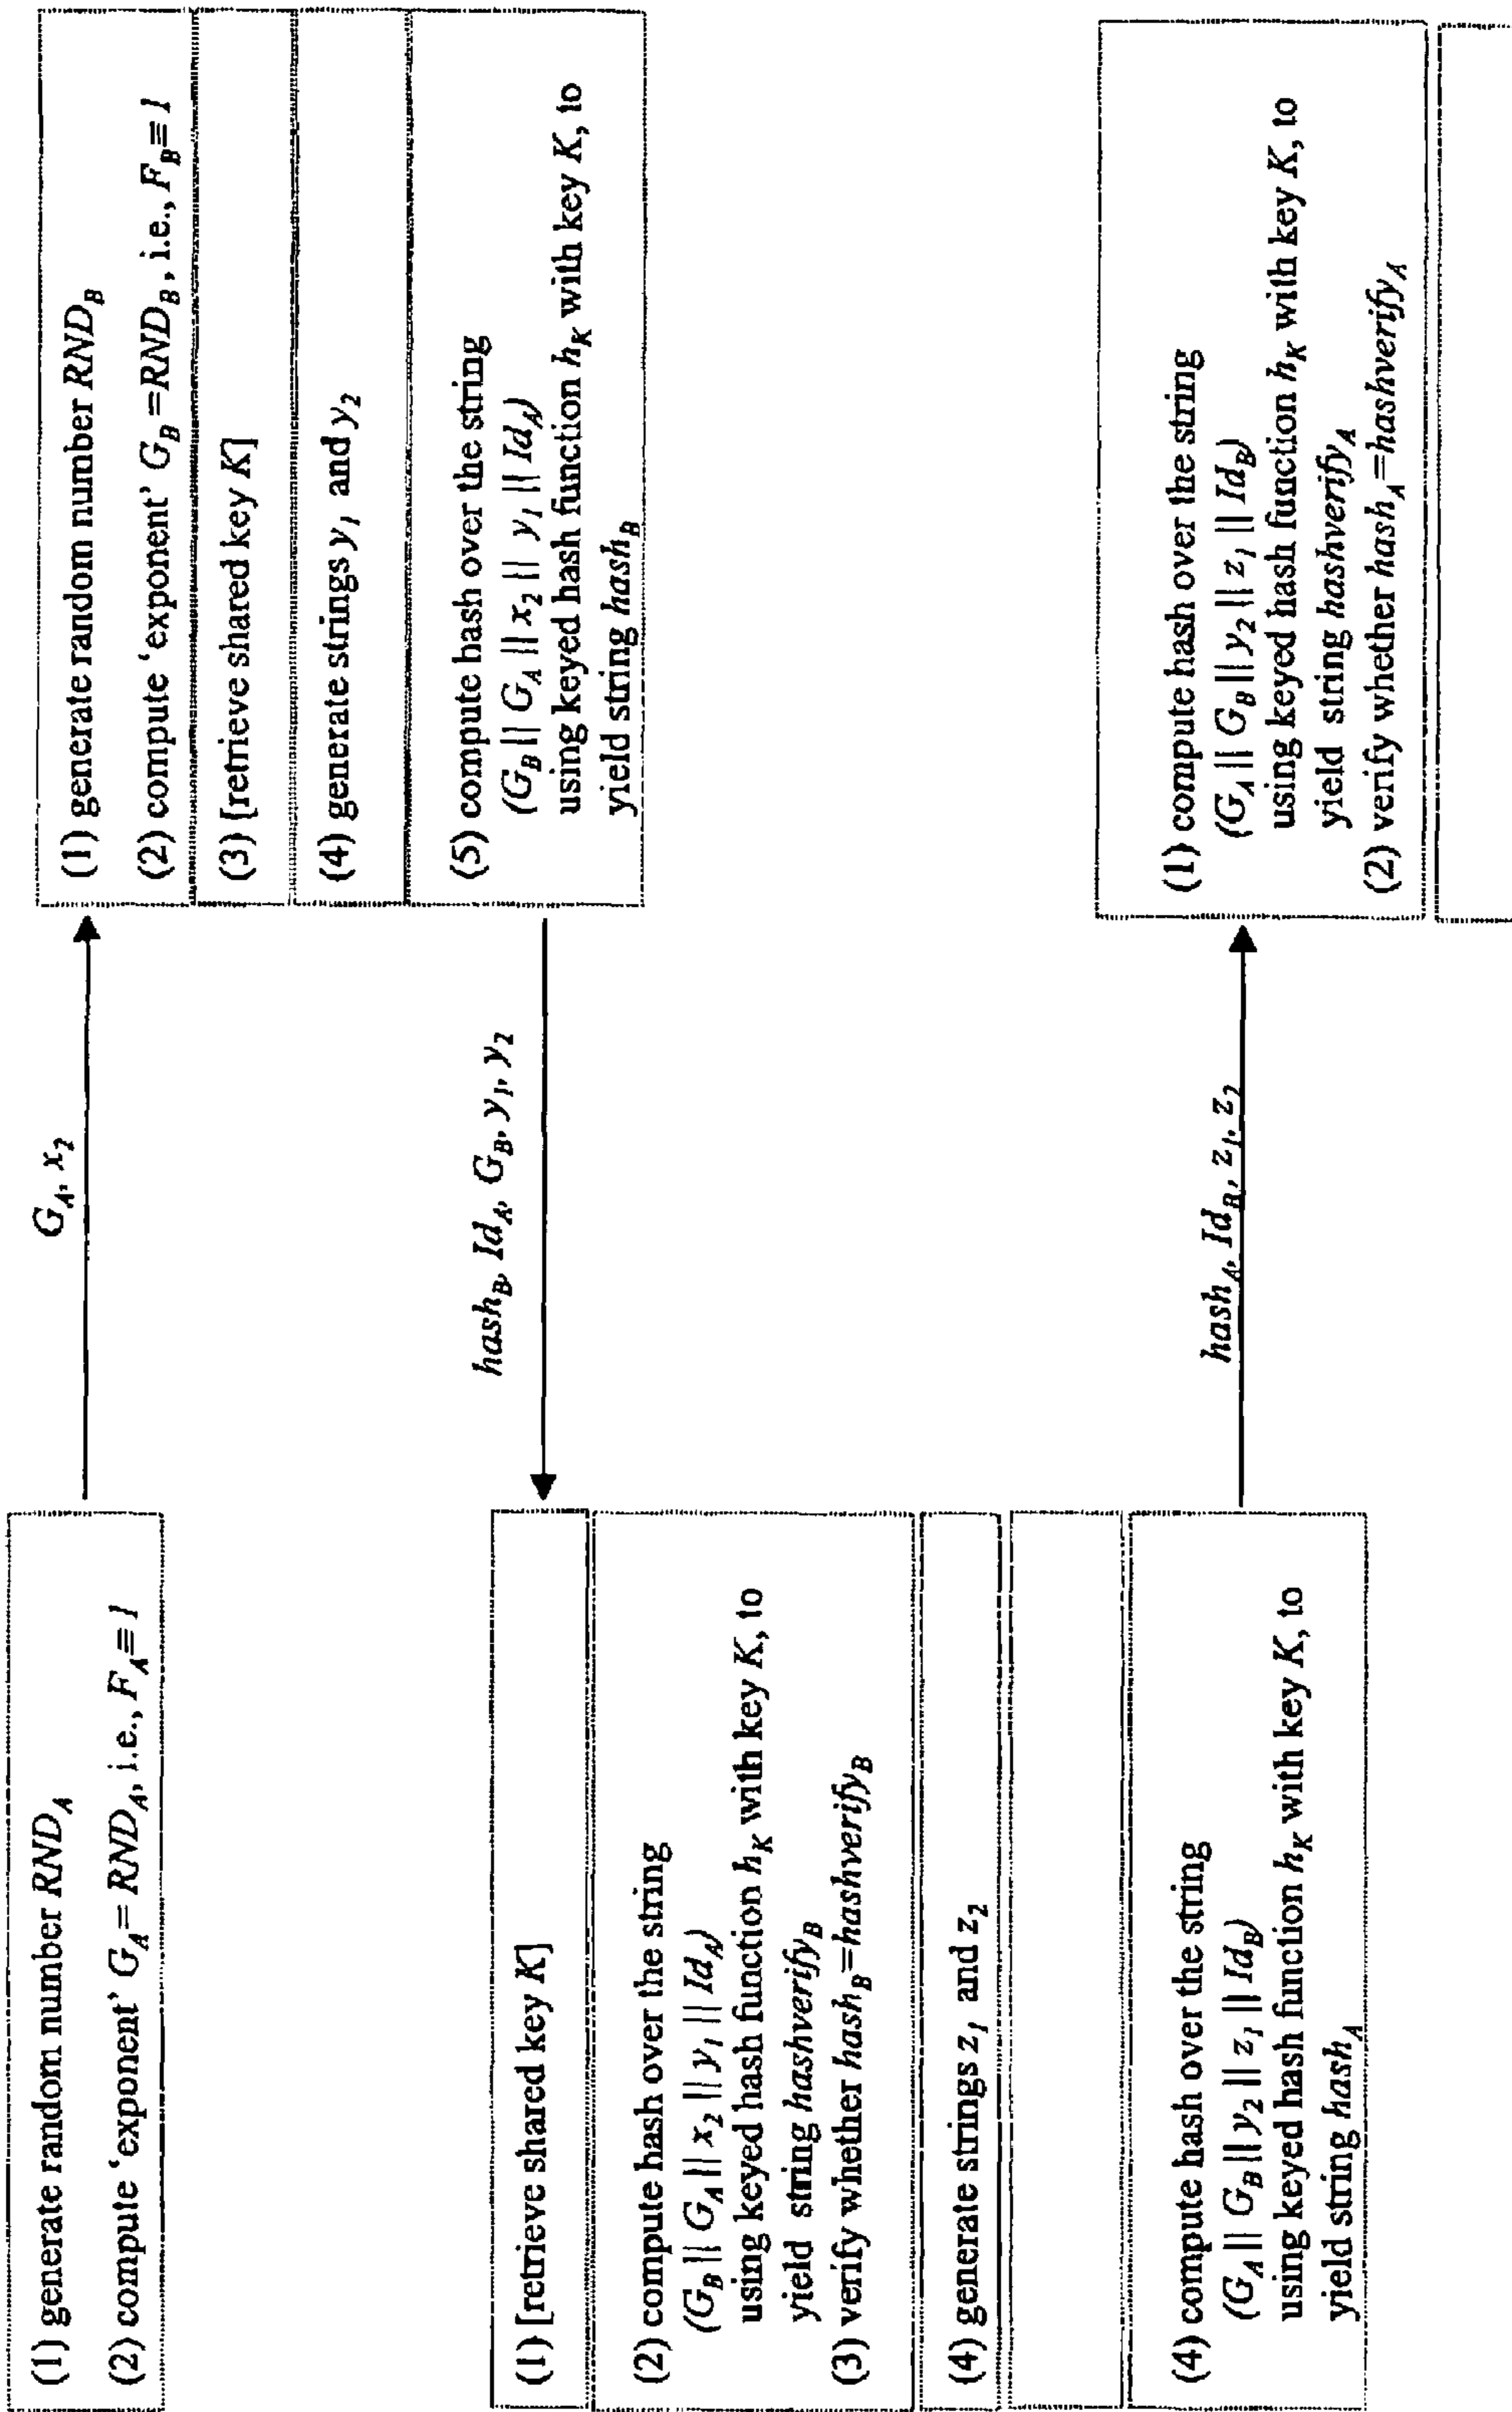 (1) generate random number RND_A
(2) compute ‘exponent’ G_A= RND_A, i.e., F_A≡1
G_A, x_2
(1) generate random number RND_B
(2) compute ‘exponent’ G_B=RND_B, i.e., F_B≡1
(3) [retrieve shared key K]
(4) generate strings y_1 and y_2
(5) compute hash over the string
(G_B || G_A || x_2 || y_1 || Id_A)
using keyed hash function h_K with key K, to
yield string hash_B
hash_B, Id_A, G_B, y_1, y_2
(1) [retrieve shared key K]
(2) compute hash over the string
(G_B || G_A || x_2 || y_1 || Id_A)
using keyed hash function h_K with key K, to
yield string hashverify_B
(3) verify whether hash_B=hashverify_B
(4) generate strings z_1 and z_2
(4) compute hash over the string
(G_A || G_B || y_2 || z_1 || Id_B)
using keyed hash function h_K with key K, to
yield string hash_A
hash_A, Id_B, z_1, z_2
(1) compute hash over the string
(G_A || G_B || y_2 || z_1 || Id_B)
using keyed hash function h_K with key K, to
yield string hashverify_A
(2) verify whether hash_A=hashverify_A